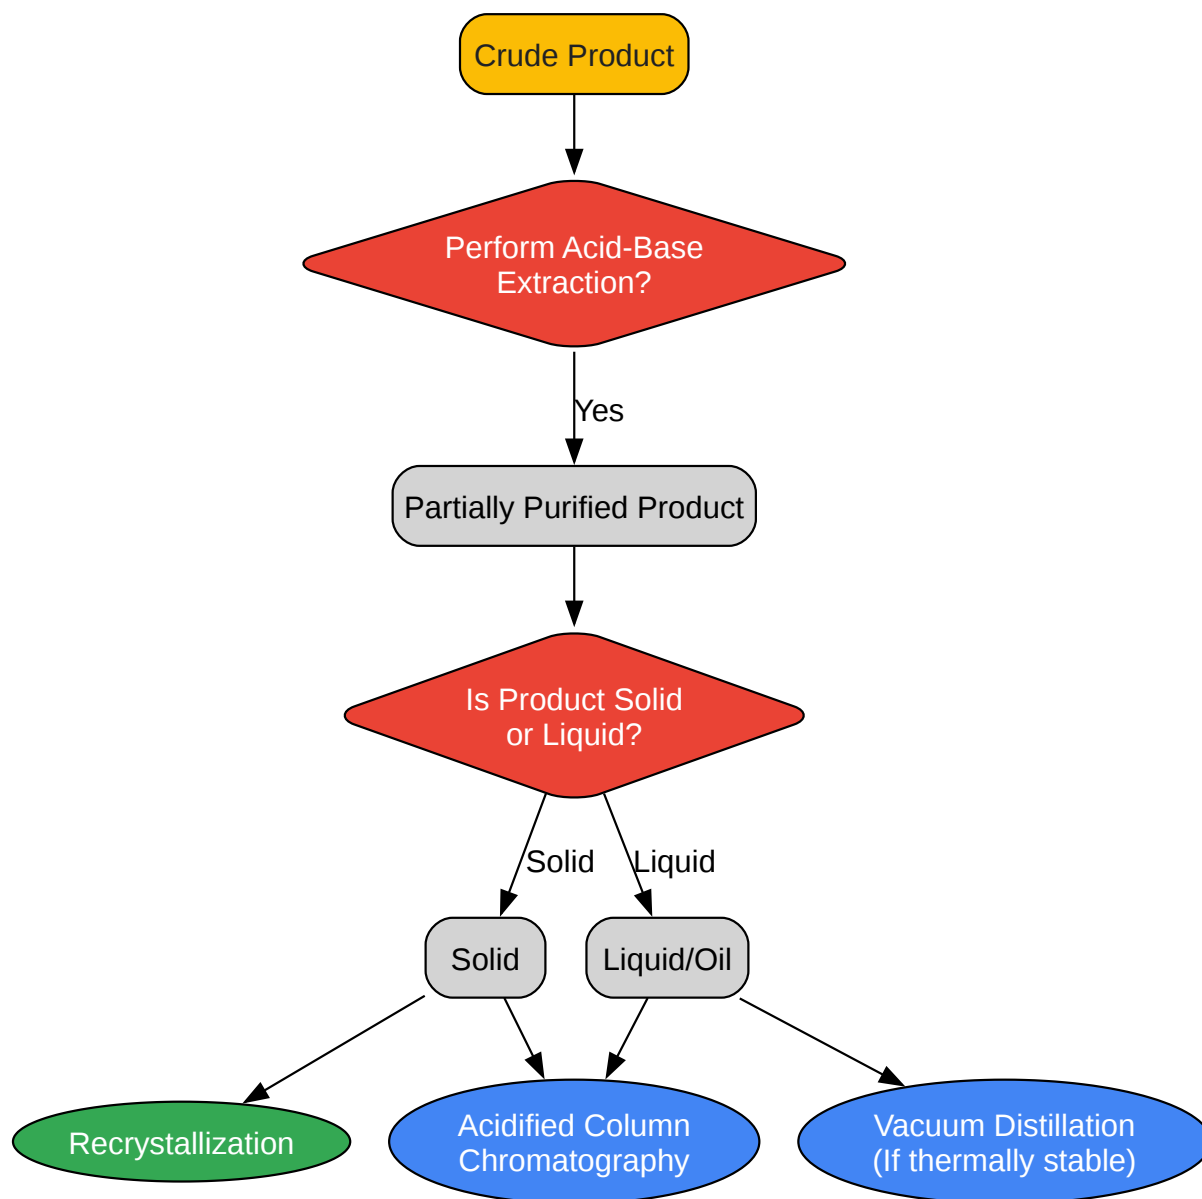 Crude Product
Perform Acid-Base
Extraction?
Yes
Partially Purified Product
Is Product Solid
or Liquid?
Solid
Liquid
Solid
Liquid/Oil
Recrystallization
Acidified Column
Chromatography
Vacuum Distillation
(If thermally stable)